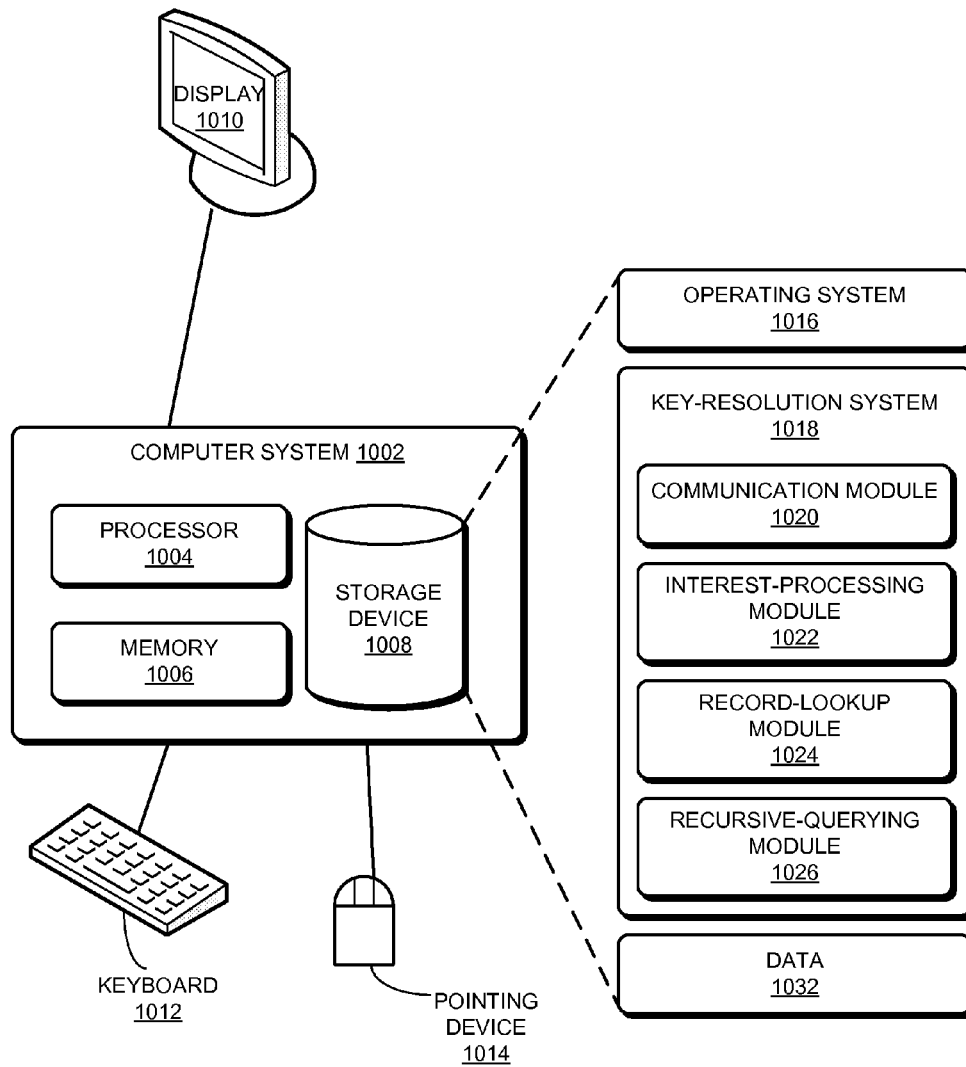 DISPLAY
1010
COMPUTER SYSTEM 1002
PROCESSOR
1004
MEMORY
1006
STORAGE
DEVICE
1008
KEYBOARD
1012
POINTING
DEVICE
1014
OPERATING SYSTEM
1016
KEY-RESOLUTION SYSTEM
1018
COMMUNICATION MODULE
1020
INTEREST-PROCESSING
MODULE
1022
RECORD-LOOKUP
MODULE
1024
RECURSIVE-QUERYING
MODULE
1026
DATA
1032